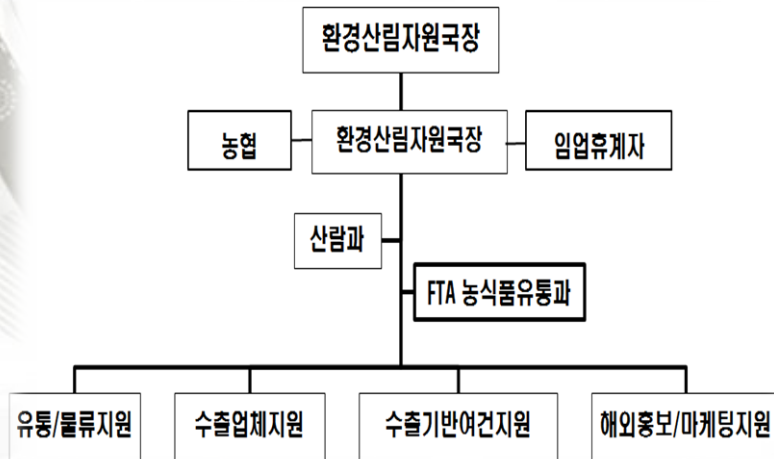 환경산림자원국장
농협
환경산림자원국장
임업휴계자
산람과
FTA 농식품유통과
유통/물류지원
수출업체지원
수출기반여건지원
해외홍보/마케팅지원